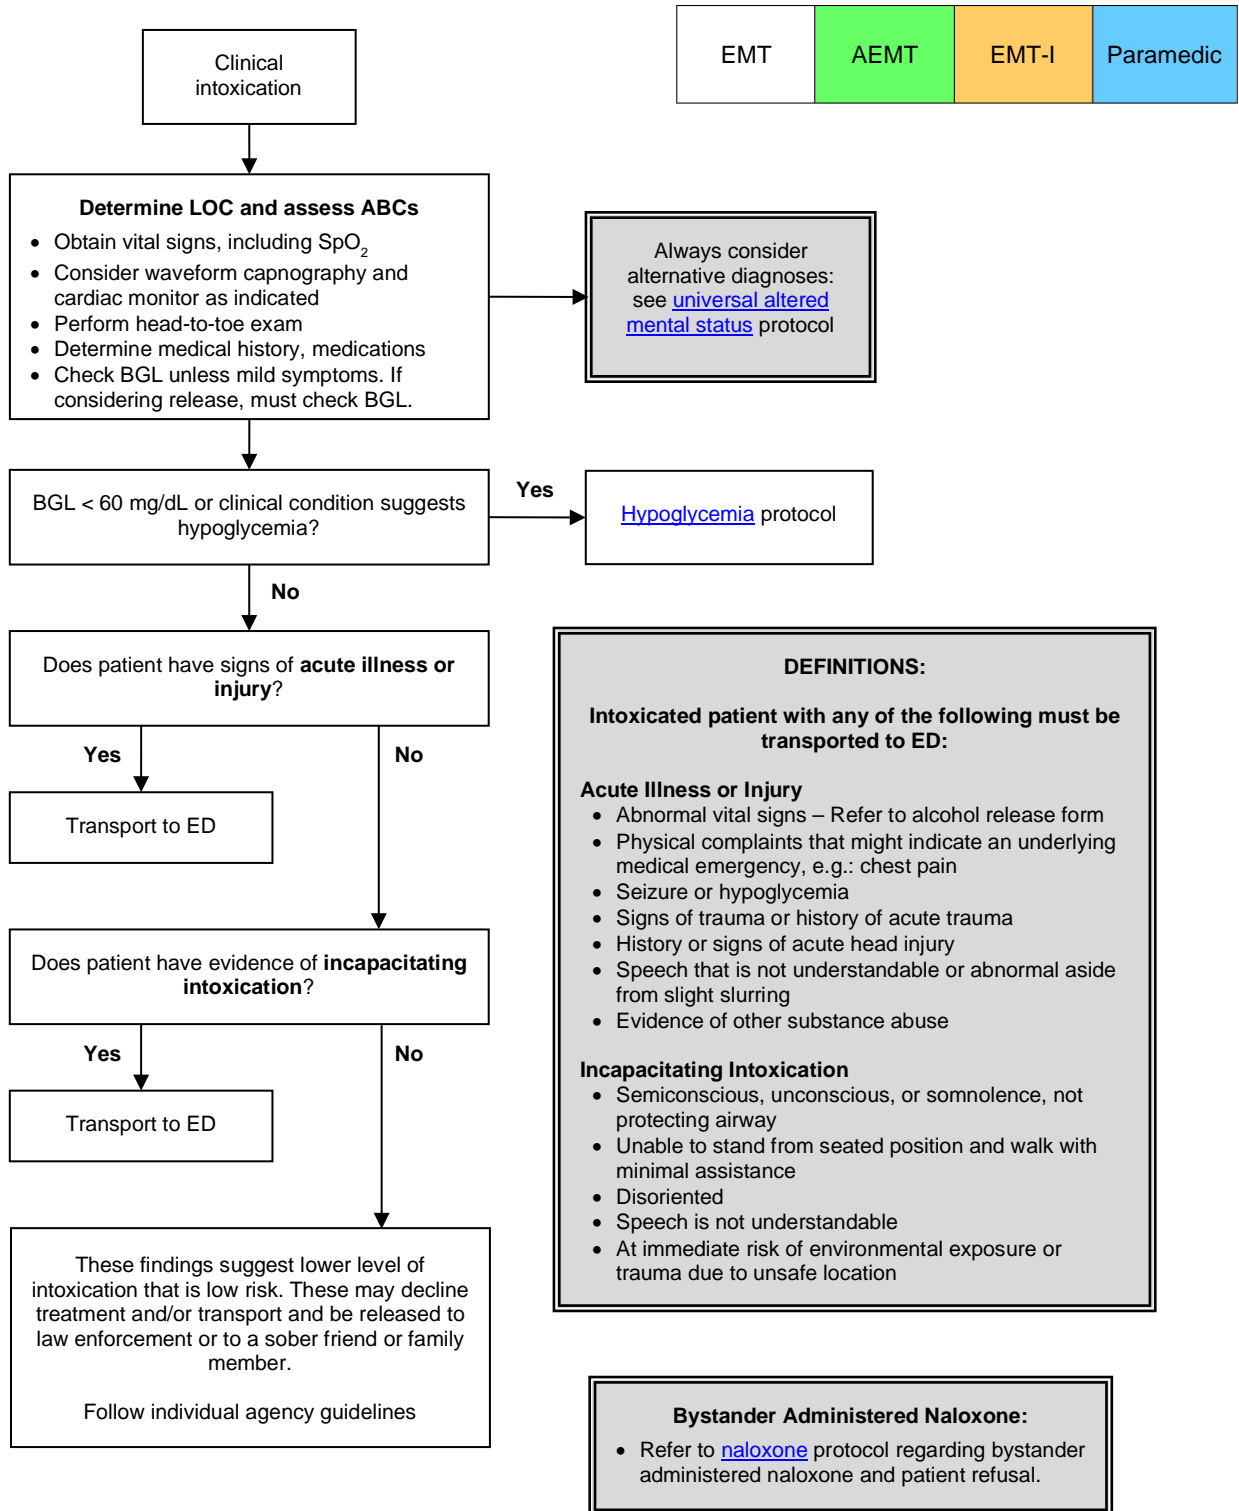 EMT
AEMT
EMT-I
Paramedic
Clinical
intoxication
Determine LOC and assess ABCs
• Obtain vital signs, including SpO2
• Consider waveform capnography and
cardiac monitor as indicated
• Perform head-to-toe exam
• Determine medical history, medications
• Check BGL unless mild symptoms. If
considering release, must check BGL.
Always consider
alternative diagnoses:
see universal altered
mental status protocol
BGL < 60 mg/dL or clinical condition suggests
hypoglycemia?
Yes
Hypoglycemia protocol
No
Does patient have signs of acute illness or
injury?
Yes
No
Transport to ED
Does patient have evidence of incapacitating
intoxication?
Yes
No
Transport to ED
These findings suggest lower level of
intoxication that is low risk. These may decline
treatment and/or transport and be released to
law enforcement or to a sober friend or family
member.
Follow individual agency guidelines
DEFINITIONS:
Intoxicated patient with any of the following must be
transported to ED:
Acute Illness or Injury
• Abnormal vital signs – Refer to alcohol release form
• Physical complaints that might indicate an underlying
medical emergency, e.g.: chest pain
• Seizure or hypoglycemia
• Signs of trauma or history of acute trauma
• History or signs of acute head injury
• Speech that is not understandable or abnormal aside
from slight slurring
• Evidence of other substance abuse
Incapacitating Intoxication
• Semiconscious, unconscious, or somnolence, not
protecting airway
• Unable to stand from seated position and walk with
minimal assistance
• Disoriented
• Speech is not understandable
• At immediate risk of environmental exposure or
trauma due to unsafe location
Bystander Administered Naloxone:
• Refer to naloxone protocol regarding bystander
administered naloxone and patient refusal.